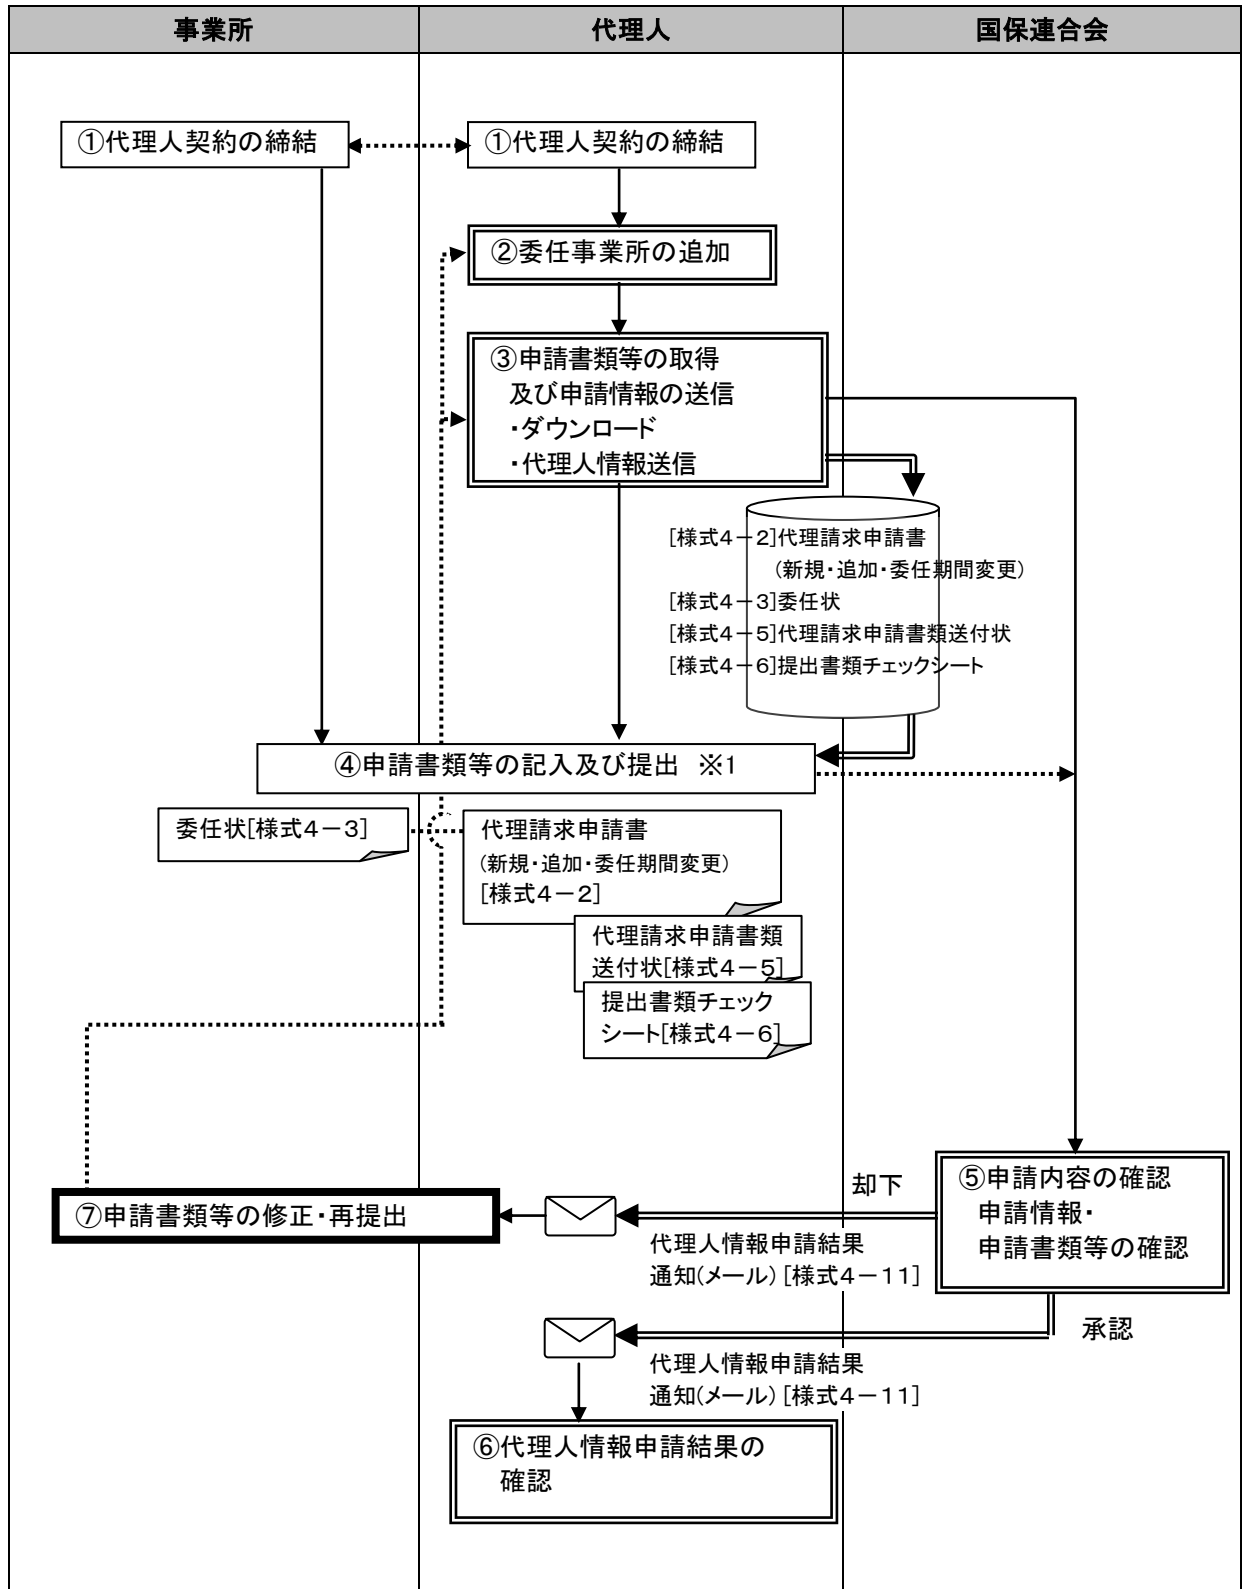 事業所
代理人
国保連合会
①代理人契約の締結
①代理人契約の締結
②委任事業所の追加
③申請書類等の取得
及び申請情報の送信
・ダウンロード
・代理人情報送信
[様式4－2]代理請求申請書
(新規・追加・委任期間変更)
[様式4－3]委任状
[様式4－5]代理請求申請書類送付状
[様式4－6]提出書類チェックシート
④申請書類等の記入及び提出 ※1
委任状[様式4－3]
代理請求申請書
(新規・追加・委任期間変更)
[様式4－2]
代理請求申請書類
送付状[様式4－5]
提出書類チェック
シート[様式4－6]
却下
⑤申請内容の確認
申請情報・
申請書類等の確認
⑦申請書類等の修正・再提出
代理人情報申請結果
通知(メール) [様式4－11]
承認
代理人情報申請結果
通知(メール) [様式4－11]
⑥代理人情報申請結果の
確認